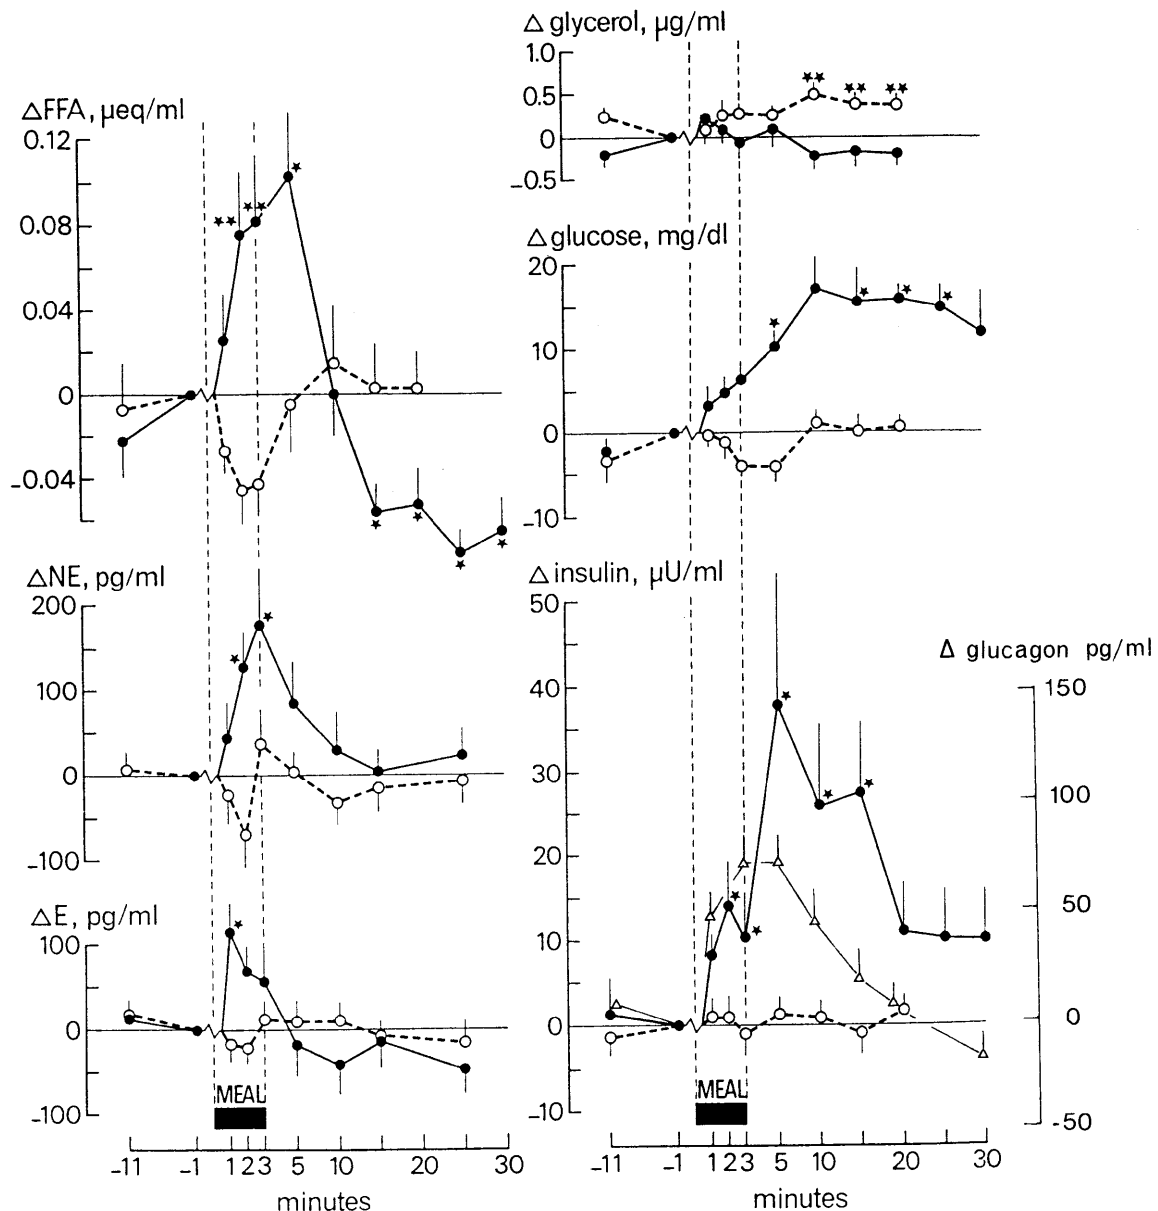 △FFA, µeq/ml
0.12
0.08
0.04
0
-0.04
△NE, pg/ml
200
100
0
-100
△E, pg/ml
100
0
-100
MEAL
-11 -1 1 2 3 5 10 20 30
minutes
△ glycerol, µg/ml
1.0
0.5
0
-0.5
△ glucose, mg/dl
20
10
0
-10
△ insulin, µU/ml
50
40
30
20
10
0
-10
△ glucagon pg/ml
150
100
50
0
-50
MEAL
-11 -1 1 2 3 5 10 20 30
minutes